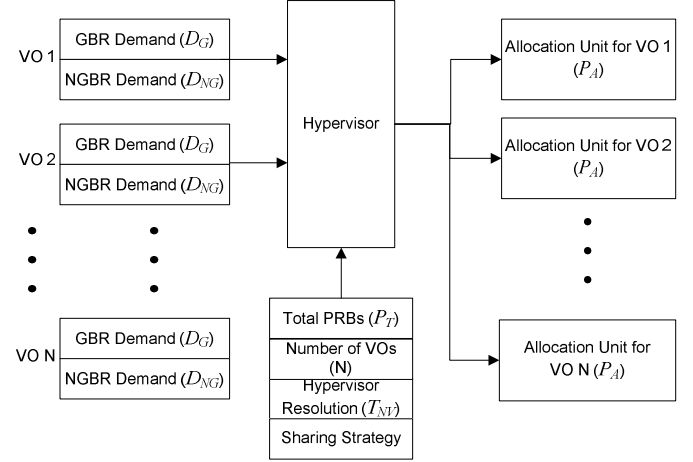 VO 1
GBR Demand (D_G)
NGBR Demand (D_NG)
VO 2
GBR Demand (D_G)
NGBR Demand (D_NG)
VO N
GBR Demand (D_G)
NGBR Demand (D_NG)
Hypervisor
Total PRBs (P_T)
Number of VOs
(N)
Hypervisor
Resolution (T_NV)
Sharing Strategy
Allocation Unit for VO 1
(P_A)
Allocation Unit for VO 2
(P_A)
Allocation Unit for
VO N (P_A)